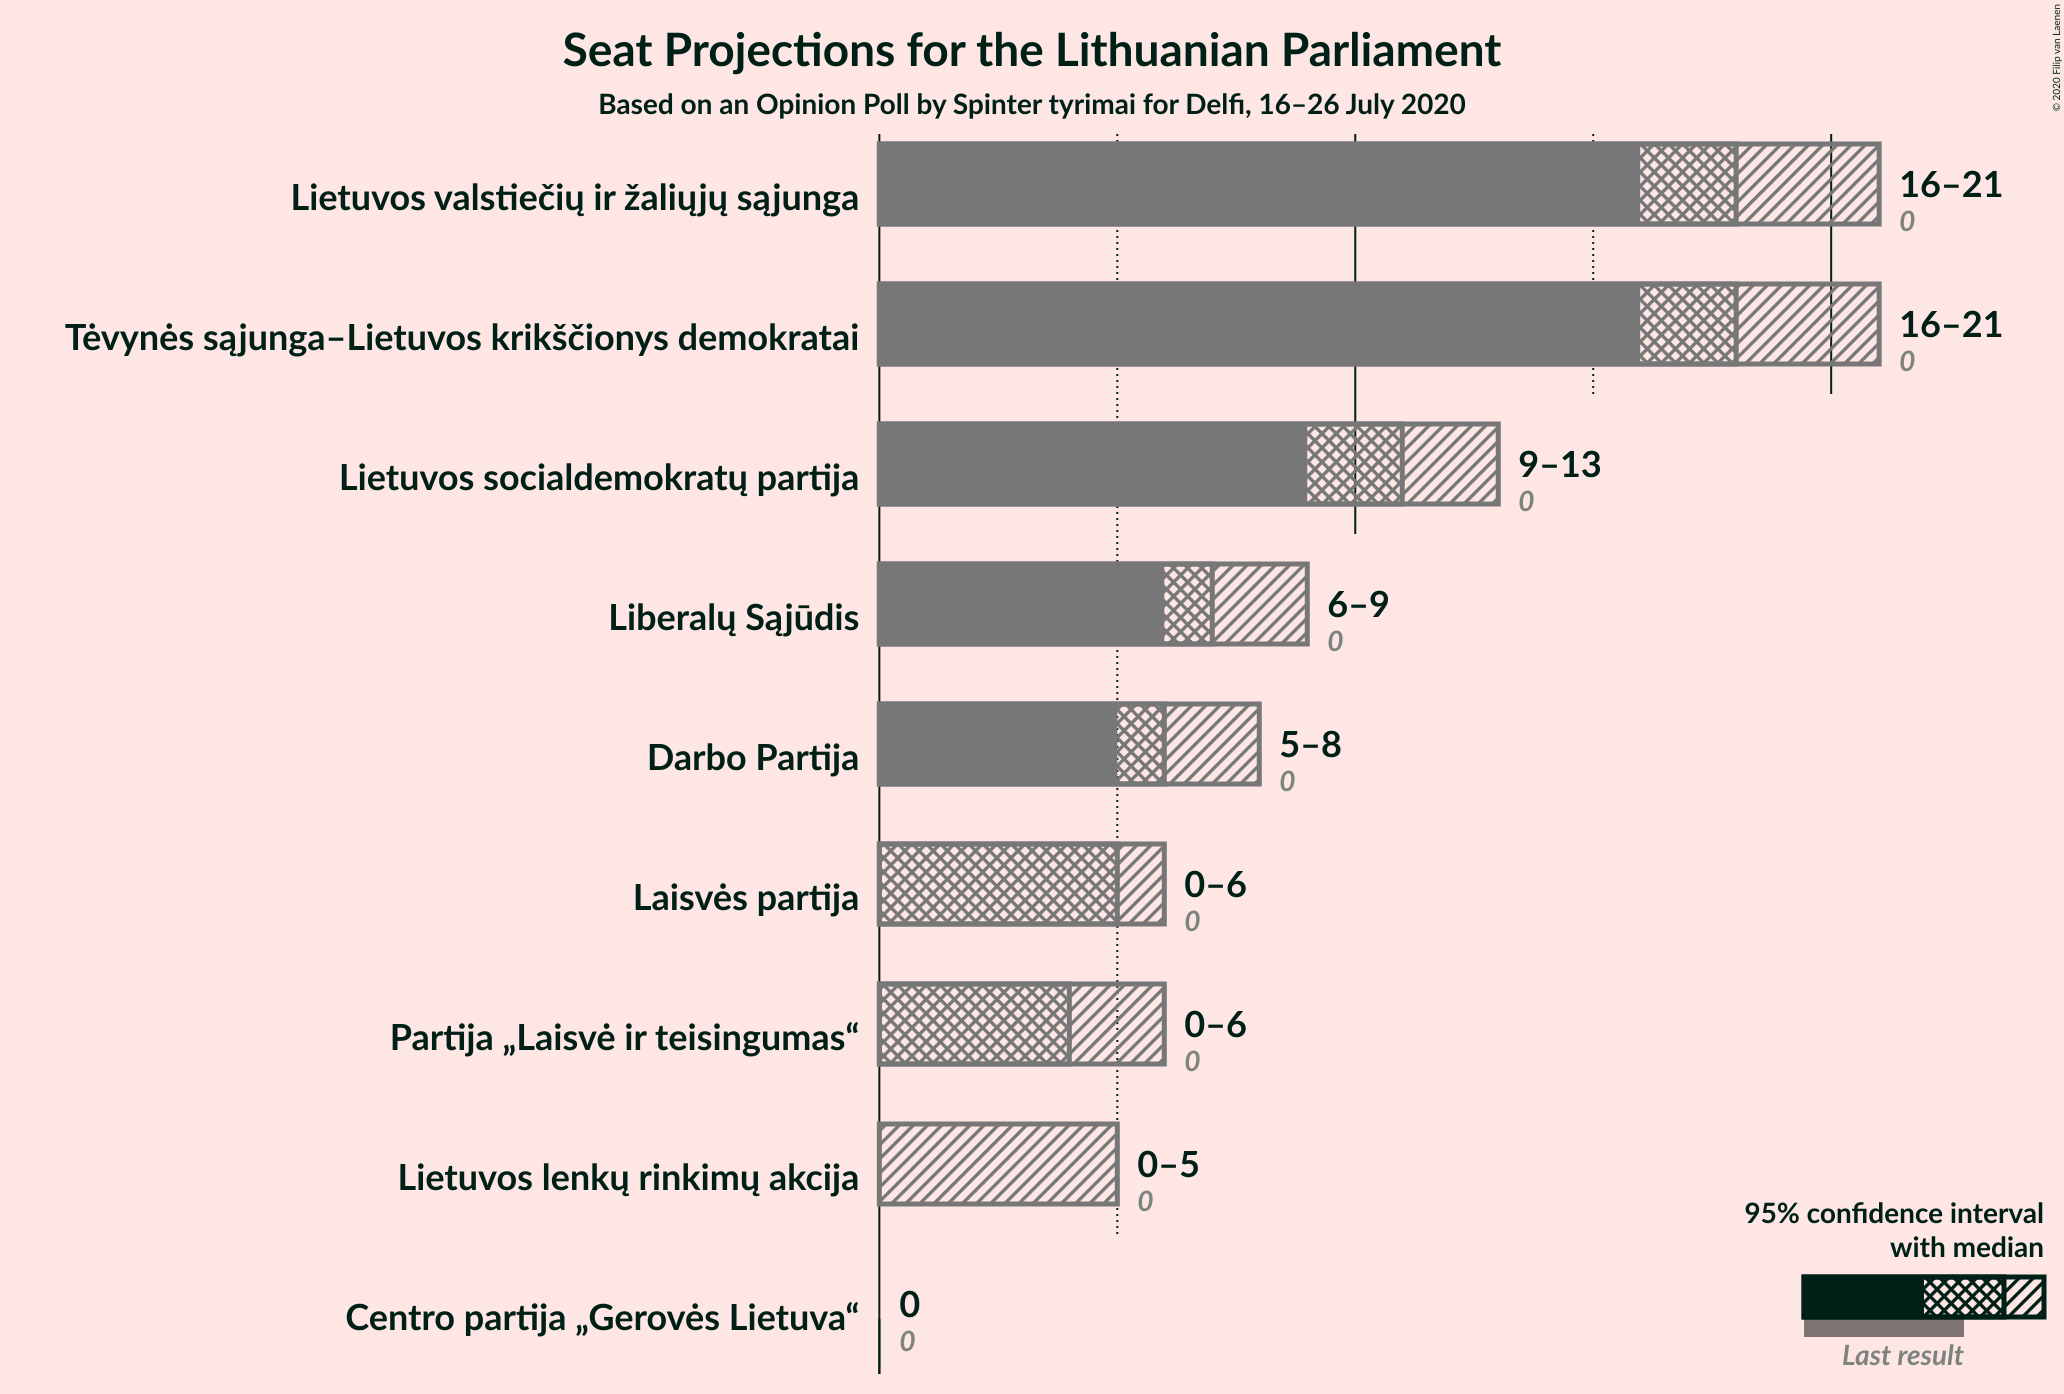 Seat Projections for the Lithuanian Parliament
Based on an Opinion Poll by Spinter tyrimai for Delfi, 16–26 July 2020
© 2020 Filip van Laenen
Lietuvos valstiečių ir žaliųjų sąjunga
16–21
0
Tėvynės sąjunga–Lietuvos krikščionys demokratai
16–21
0
Lietuvos socialdemokratų partija
9–13
0
Liberalų Sąjūdis
6–9
0
Darbo Partija
5–8
0
Laisvės partija
0–6
0
Partija „Laisvė ir teisingumas“
0–6
0
Lietuvos lenkų rinkimų akcija
0–5
0
Centro partija „Gerovės Lietuva“
0
0
95% confidence interval
with median
Last result